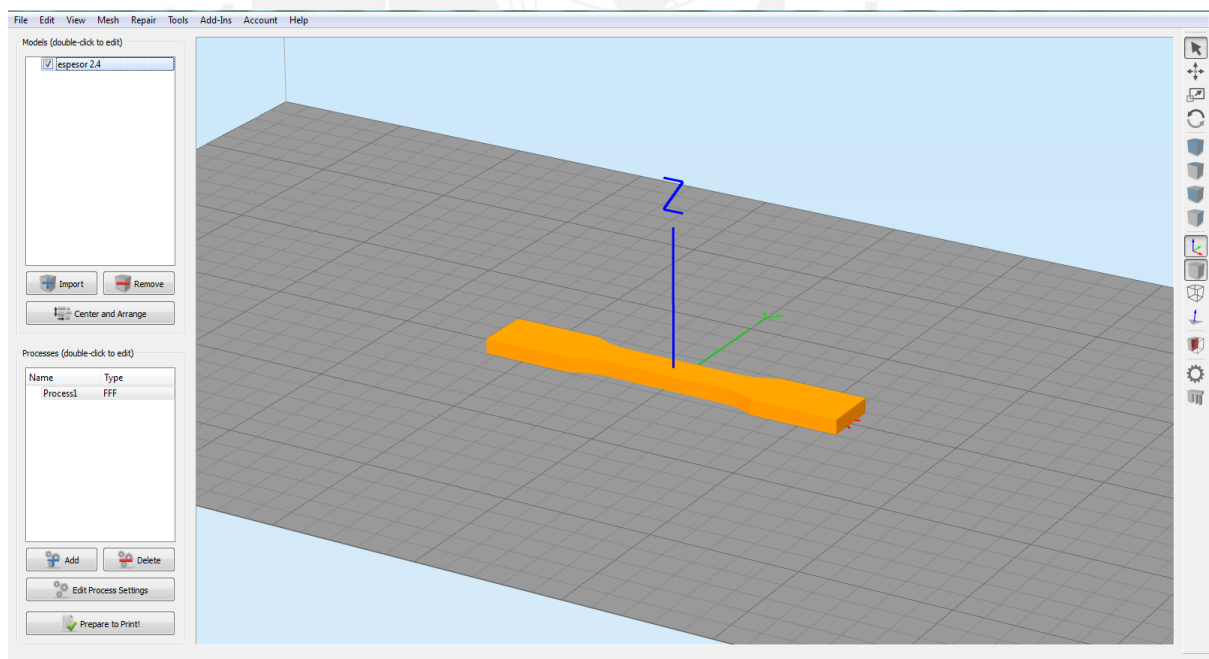 File Edit View Mesh Repair Tools Add-Ins Account Help
Models (double-click to edit)
espesor 2.4
Import Remove
Center and Arrange
Processes (double-click to edit)
Name Type
Process1 FFF
Add Delete
Edit Process Settings
Prepare to Print!
Z
Y